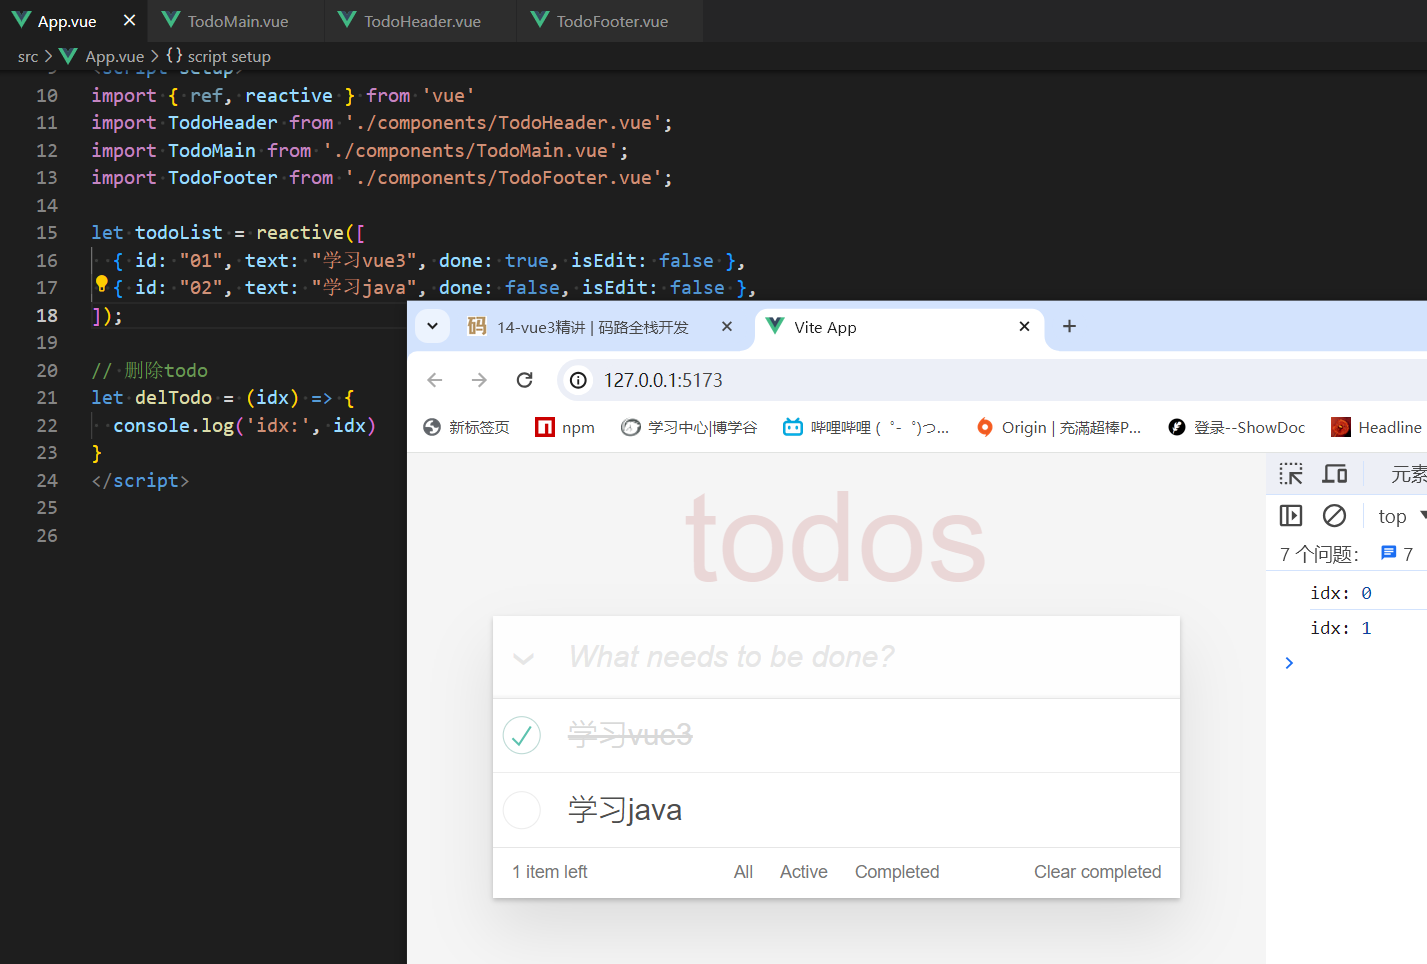 App.vue
TodoMain.vue
TodoHeader.vue
TodoFooter.vue
src > App.vue > {} script setup
9 <script setup>
10 import { ref, reactive } from 'vue'
11 import TodoHeader from './components/TodoHeader.vue';
12 import TodoMain from './components/TodoMain.vue';
13 import TodoFooter from './components/TodoFooter.vue';
14
15 let todoList = reactive([
16 { id: "01", text: "学习vue3", done: true, isEdit: false },
17 { id: "02", text: "学习java", done: false, isEdit: false },
18 ]);
19
20 // 删除todo
21 let delTodo = (idx) => {
22 console.log('idx:', idx)
23 }
24 </script>
25
26
码 14-vue3精讲 | 码路全栈开发
Vite App
127.0.0.1:5173
新标签页
npm
学习中心|博学谷
哔哩哔哩 ( ゜- ゜)つ...
Origin | 充满超棒P...
登录--ShowDoc
Headline
todos
What needs to be done?
学习vue3
学习java
1 item left
All
Active
Completed
Clear completed
元素
top
7 个问题: 7
idx: 0
idx: 1